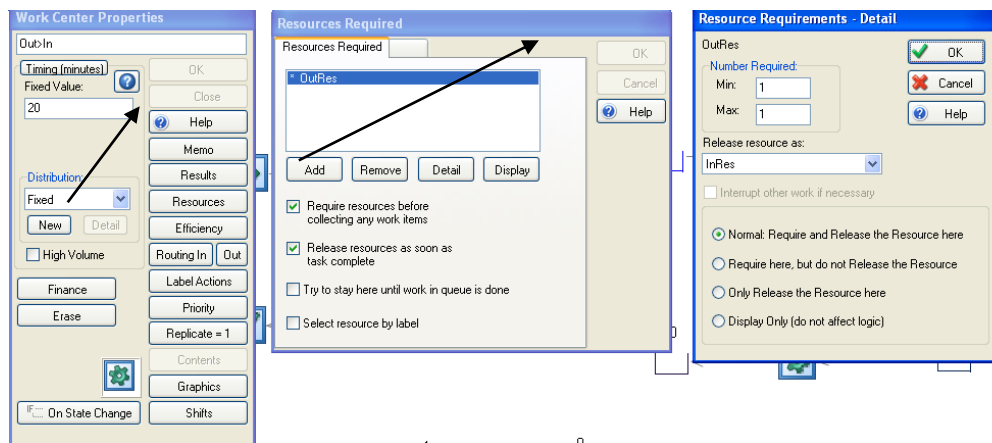 Work Center Properties
Out>In
Timing (minutes)
Fixed Value:
20
Distribution:
Fixed
New
Detail
High Volume
Finance
Erase
On State Change
OK
Close
Help
Memo
Results
Resources
Efficiency
Routing In
Out
Label Actions
Priority
Replicate = 1
Contents
Graphics
Shifts
Resources Required
Resources Required
* OutRes
Add
Remove
Detail
Display
Require resources before
collecting any work items
Release resources as soon as
task complete
Try to stay here until work in queue is done
Select resource by label
OK
Cancel
Help
Resource Requirements - Detail
OutRes
Number Required:
Min: 1
Max: 1
OK
Cancel
Help
Release resource as:
InRes
Interrupt other work if necessary
Normal: Require and Release the Resource here
Require here, but do not Release the Resource
Only Release the Resource here
Display Only (do not affect logic)